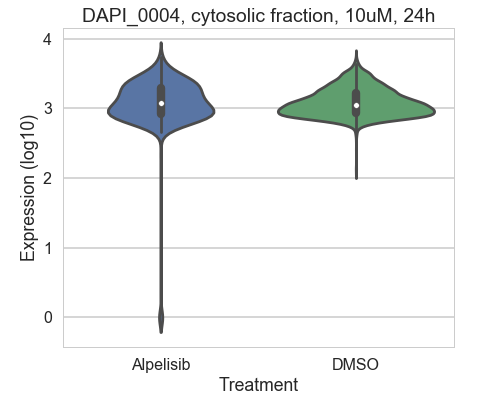 DAPI_0004, cytosolic fraction, 10uM, 24h
Expression (log10)
4
3
2
1
0
Alpelisib
DMSO
Treatment